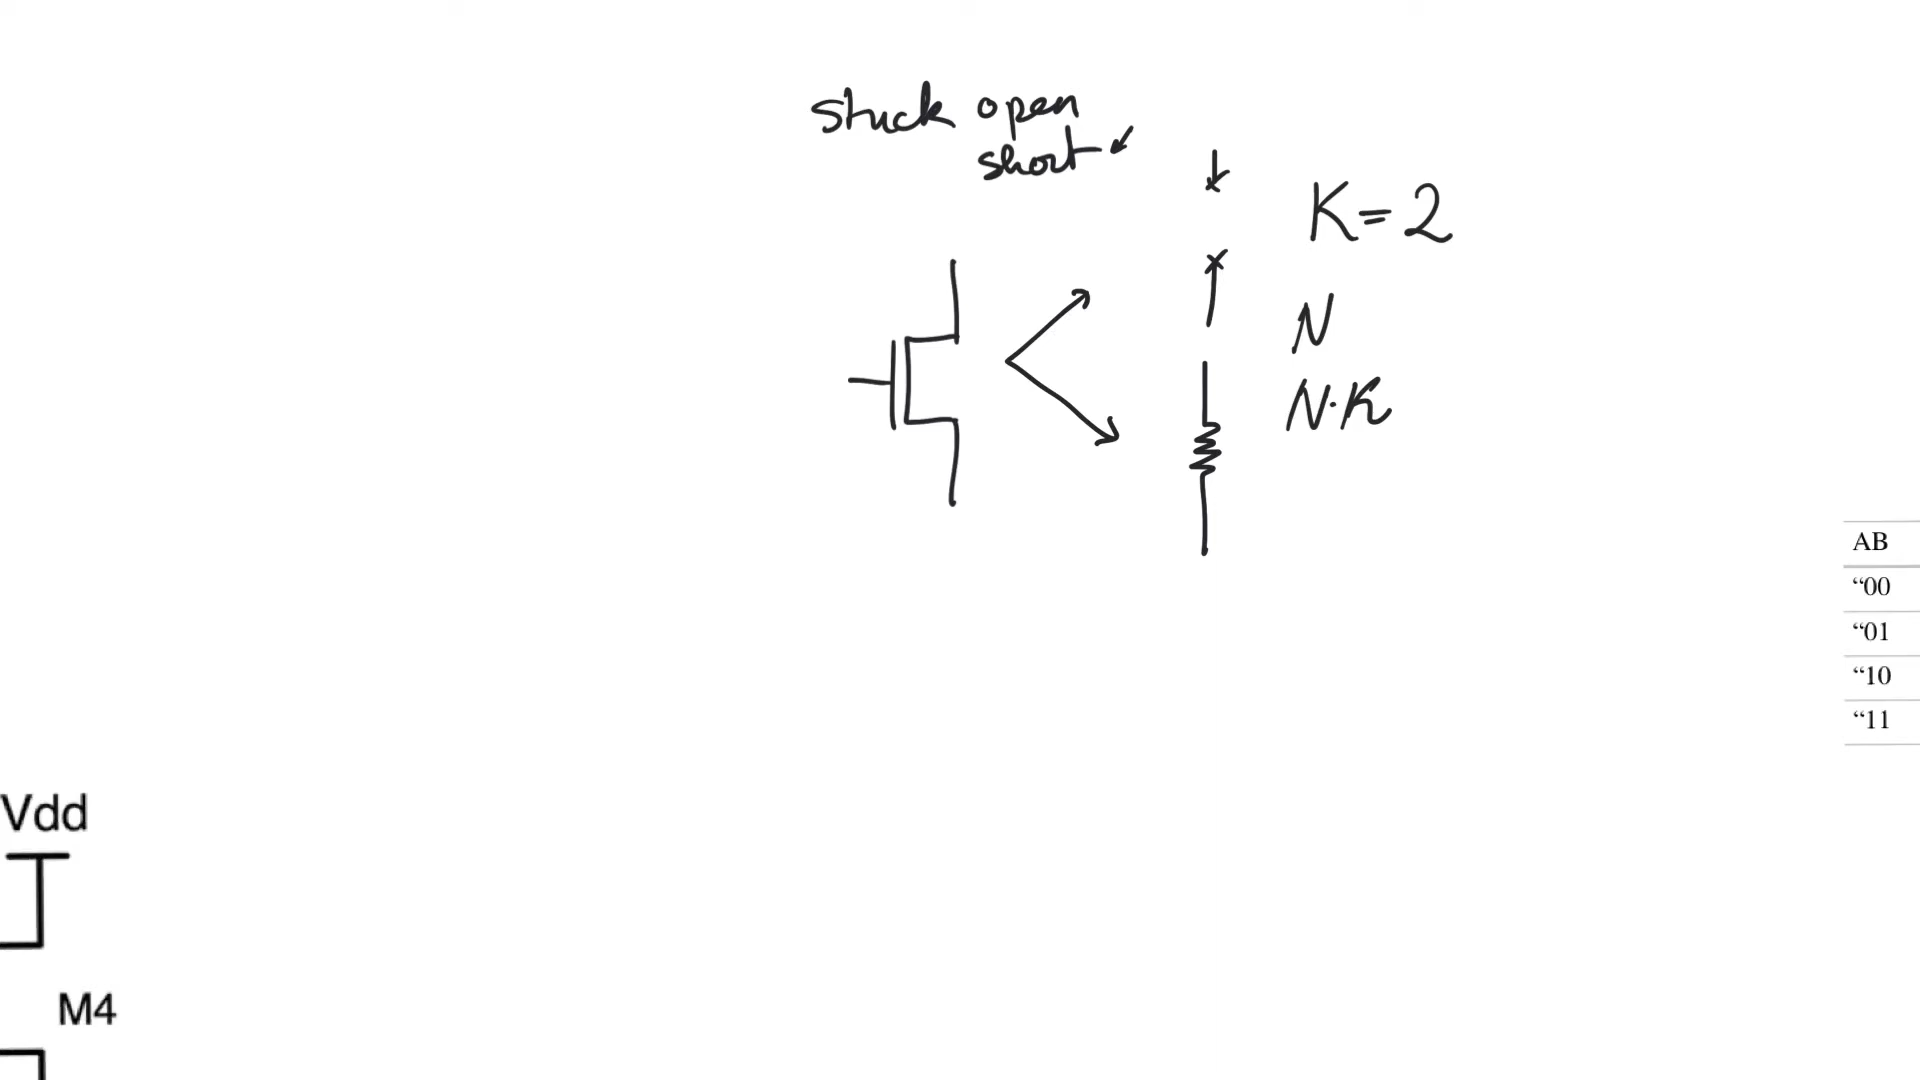 Stuck open
short
K=2
N
N·K
AB
“00
“01
“10
“11
Vdd
M4